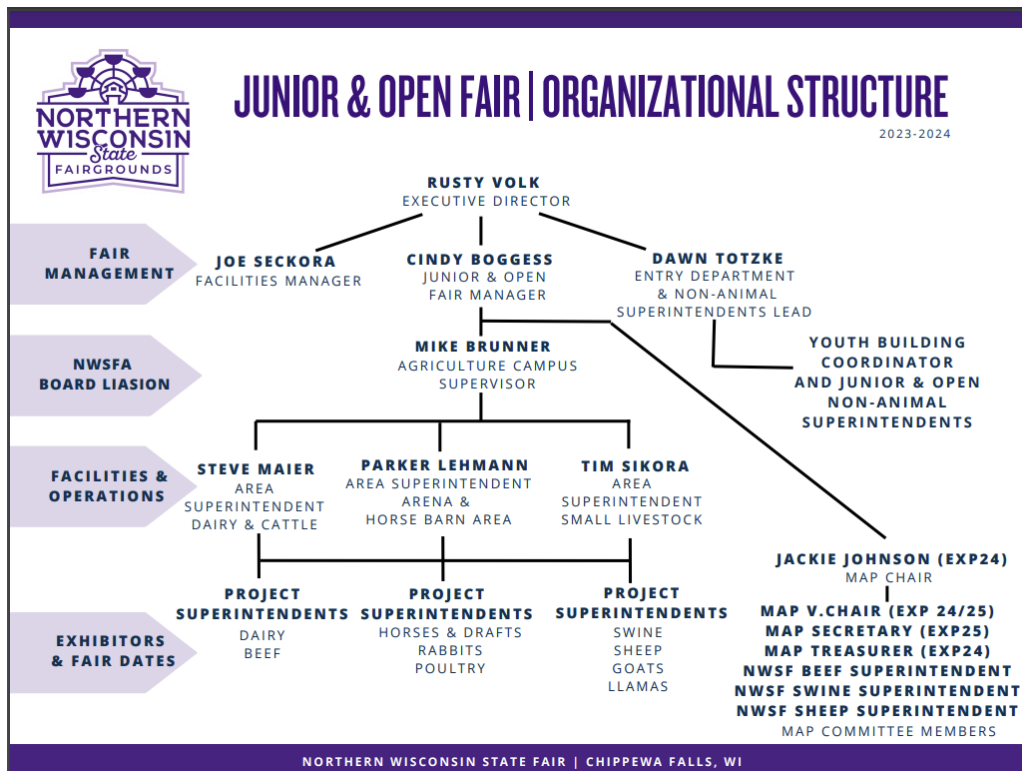 NORTHERN
WISCONSIN
State
FAIRGROUNDS
JUNIOR & OPEN FAIR | ORGANIZATIONAL STRUCTURE
2023-2024
RUSTY VOLK
EXECUTIVE DIRECTOR
FAIR
MANAGEMENT
JOE SECKORA
FACILITIES MANAGER
CINDY BOGGESS
JUNIOR & OPEN
FAIR MANAGER
DAWN TOTZKE
ENTRY DEPARTMENT
& NON-ANIMAL
SUPERINTENDENTS LEAD
NWSFA
BOARD LIASION
MIKE BRUNNER
AGRICULTURE CAMPUS
SUPERVISOR
YOUTH BUILDING
COORDINATOR
AND JUNIOR & OPEN
NON-ANIMAL
SUPERINTENDENTS
FACILITIES &
OPERATIONS
STEVE MAIER
AREA
SUPERINTENDENT
DAIRY & CATTLE
PARKER LEHMANN
AREA SUPERINTENDENT
ARENA &
HORSE BARN AREA
TIM SIKORA
AREA
SUPERINTENDENT
SMALL LIVESTOCK
EXHIBITORS
& FAIR DATES
PROJECT
SUPERINTENDENTS
DAIRY
BEEF
PROJECT
SUPERINTENDENTS
HORSES & DRAFTS
RABBITS
POULTRY
PROJECT
SUPERINTENDENTS
SWINE
SHEEP
GOATS
LLAMAS
JACKIE JOHNSON (EXP24)
MAP CHAIR
MAP V.CHAIR (EXP 24/25)
MAP SECRETARY (EXP25)
MAP TREASURER (EXP24)
NWSF BEEF SUPERINTENDENT
NWSF SWINE SUPERINTENDENT
NWSF SHEEP SUPERINTENDENT
MAP COMMITTEE MEMBERS
NORTHERN WISCONSIN STATE FAIR | CHIPPEWA FALLS, WI